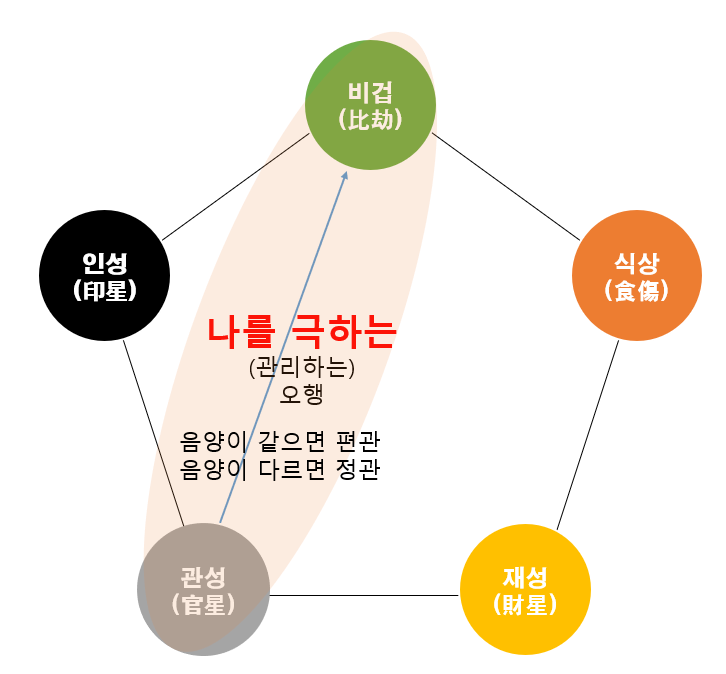 비겁
(比劫)
인성
(印星)
식상
(食傷)
나를 극하는
(관리하는)
오행
음양이 같으면 편관
음양이 다르면 정관
관성
(官星)
재성
(財星)